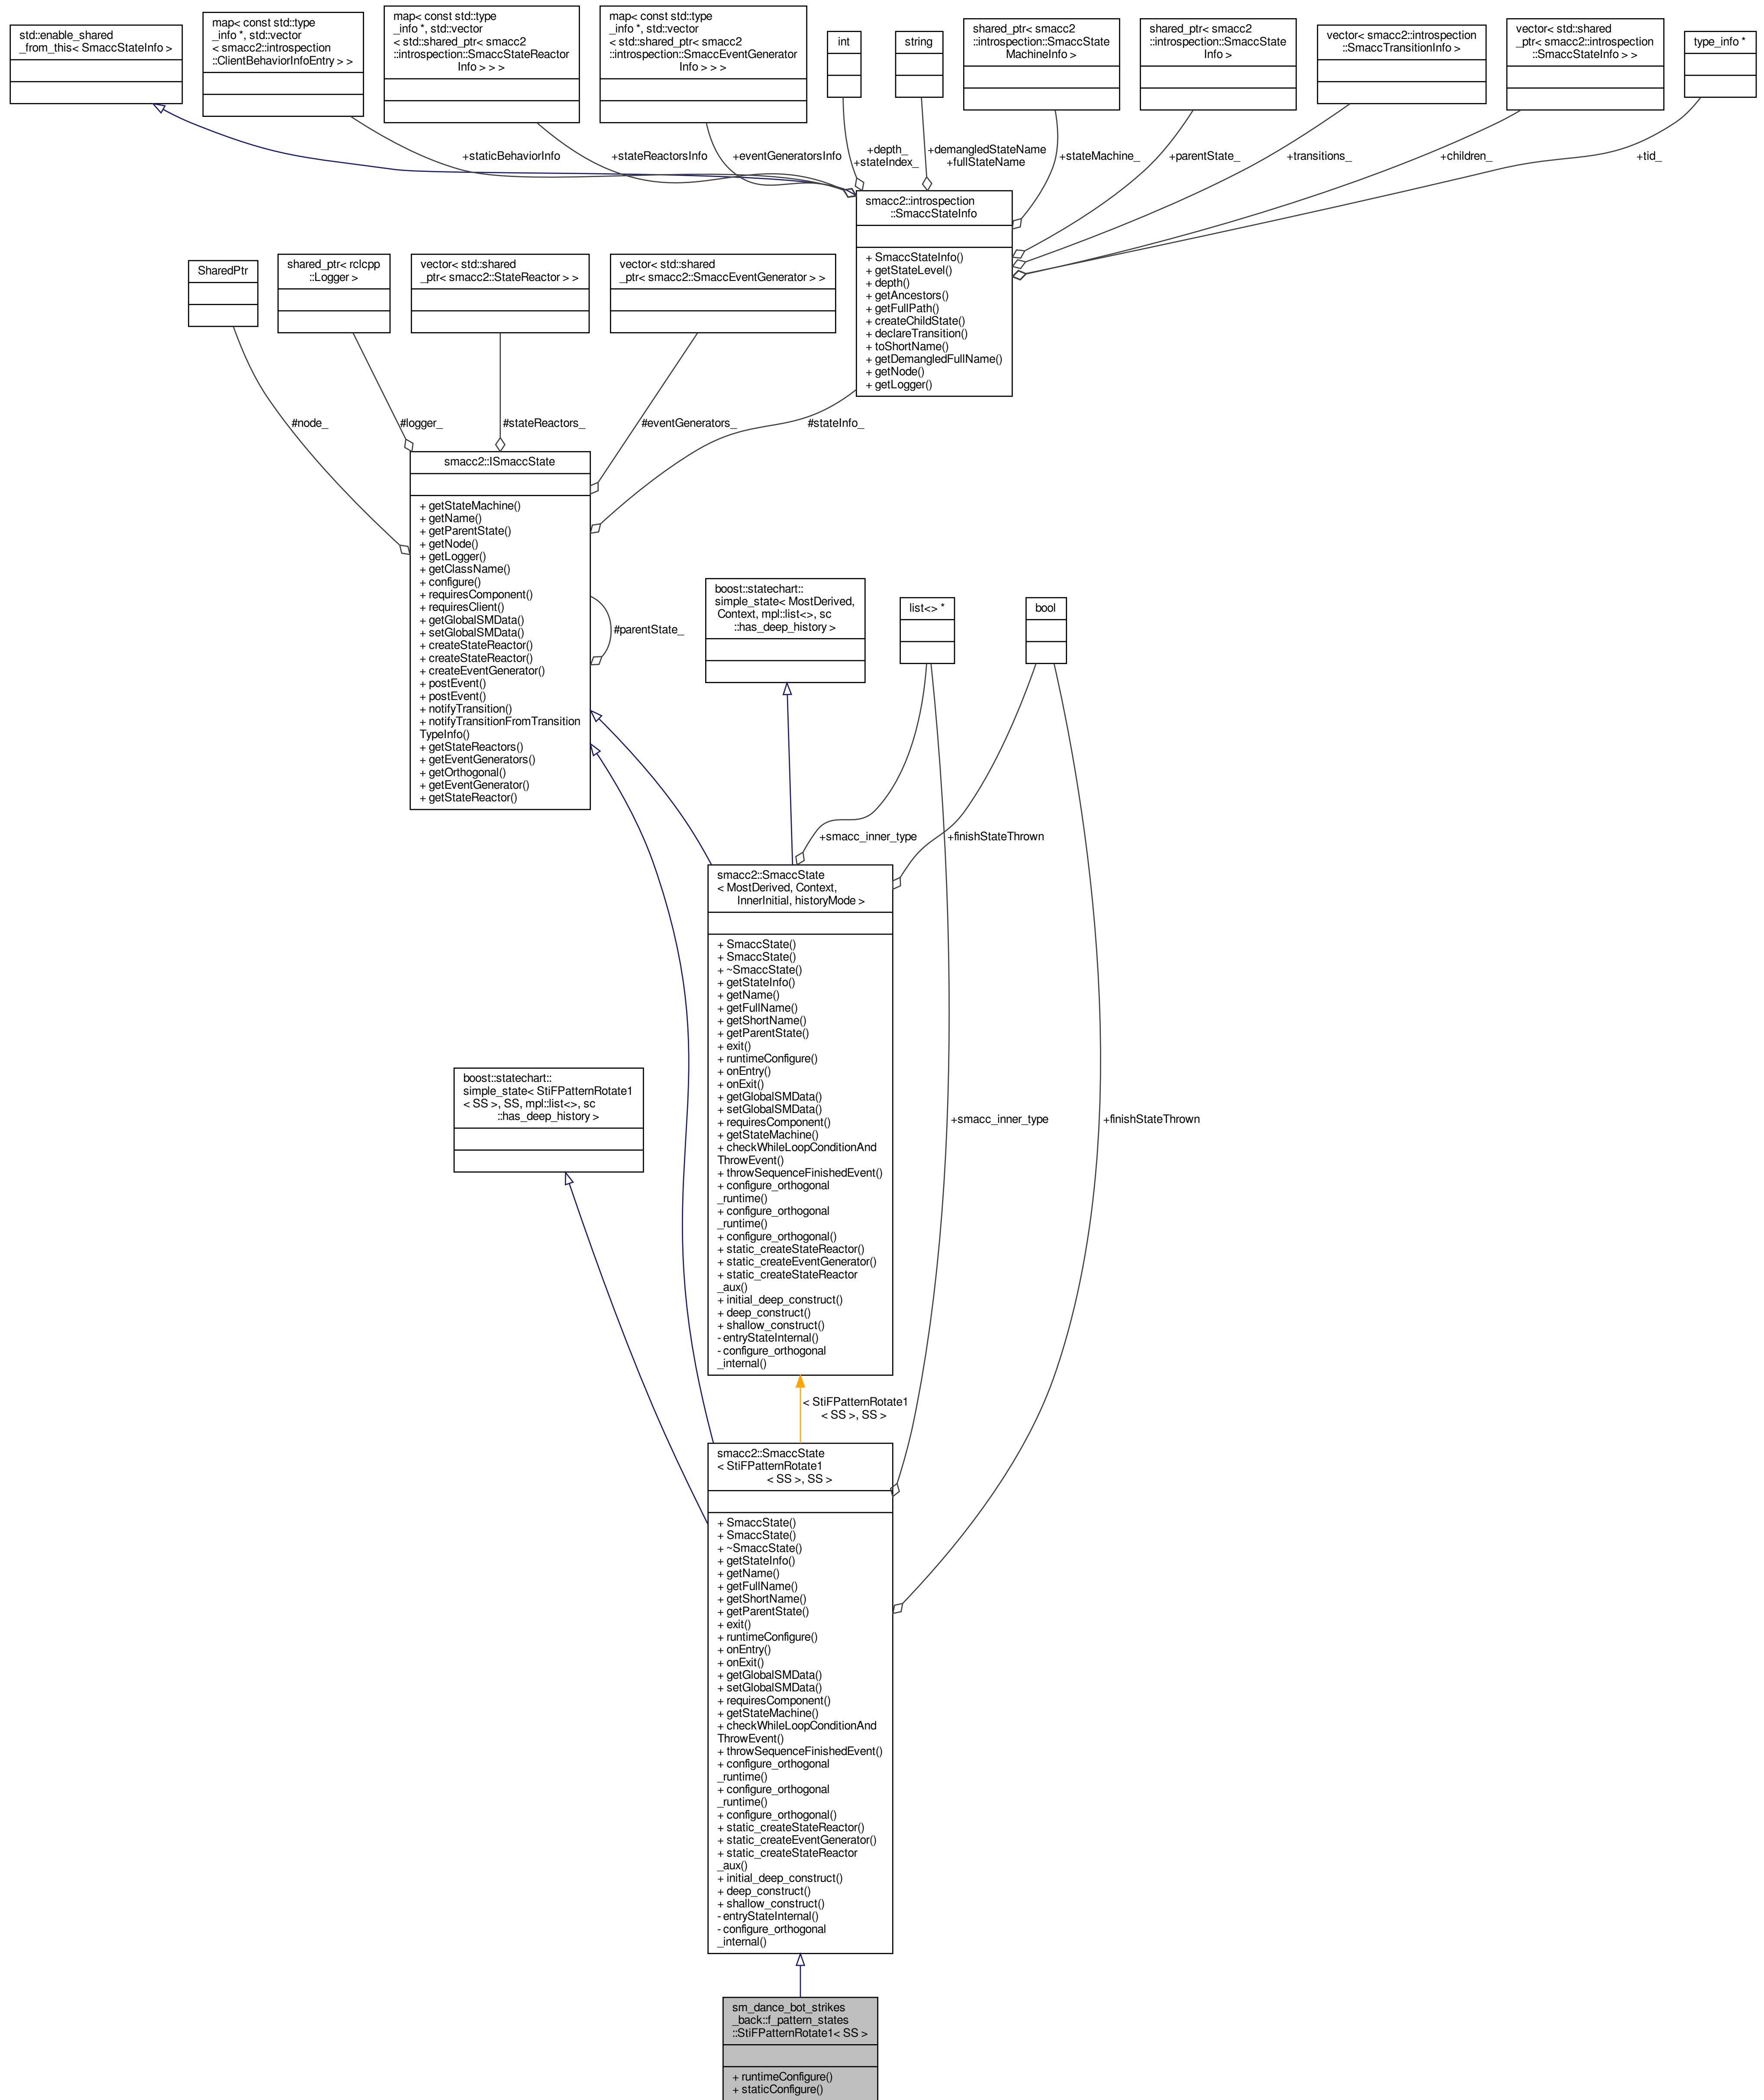 std::enable_shared
_from_this< SmaccStateInfo >
map< const std::type
_info *, std::vector
< smacc2::introspection
::ClientBehaviorInfoEntry > >
map< const std::type
_info *, std::vector
< std::shared_ptr< smacc2
::introspection::SmaccStateReactor
Info > > >
map< const std::type
_info *, std::vector
< std::shared_ptr< smacc2
::introspection::SmaccEventGenerator
Info > > >
int
string
shared_ptr< smacc2
::introspection::SmaccState
MachineInfo >
shared_ptr< smacc2
::introspection::SmaccState
Info >
vector< smacc2::introspection
::SmaccTransitionInfo >
vector< std::shared
_ptr< smacc2::introspection
::SmaccStateInfo > >
type_info *
+staticBehaviorInfo
+stateReactorsInfo
+eventGeneratorsInfo
+depth_
+stateIndex_
+demangledStateName
+fullStateName
+stateMachine_
+parentState_
+transitions_
+children_
+tid_
smacc2::introspection
::SmaccStateInfo
+ SmaccStateInfo()
+ getStateLevel()
+ depth()
+ getAncestors()
+ getFullPath()
+ createChildState()
+ declareTransition()
+ toShortName()
+ getDemangledFullName()
+ getNode()
+ getLogger()
SharedPtr
shared_ptr< rclcpp
::Logger >
vector< std::shared
_ptr< smacc2::StateReactor > >
vector< std::shared
_ptr< smacc2::SmaccEventGenerator > >
#node_
#logger_
#stateReactors_
#eventGenerators_
#stateInfo_
smacc2::ISmaccState
+ getStateMachine()
+ getName()
+ getParentState()
+ getNode()
+ getLogger()
+ getClassName()
+ configure()
+ requiresComponent()
+ requiresClient()
+ getGlobalSMData()
+ setGlobalSMData()
+ createStateReactor()
+ createStateReactor()
+ createEventGenerator()
+ postEvent()
+ postEvent()
+ notifyTransition()
+ notifyTransitionFromTransition
TypeInfo()
+ getStateReactors()
+ getEventGenerators()
+ getOrthogonal()
+ getEventGenerator()
+ getStateReactor()
#parentState_
boost::statechart::
simple_state< MostDerived,
Context, mpl::list<>, sc
::has_deep_history >
list<> *
bool
+smacc_inner_type
+finishStateThrown
smacc2::SmaccState
< MostDerived, Context,
InnerInitial, historyMode >
+ SmaccState()
+ SmaccState()
+ ~SmaccState()
+ getStateInfo()
+ getName()
+ getFullName()
+ getShortName()
+ getParentState()
+ exit()
+ runtimeConfigure()
+ onEntry()
+ onExit()
+ getGlobalSMData()
+ setGlobalSMData()
+ requiresComponent()
+ getStateMachine()
+ checkWhileLoopConditionAnd
ThrowEvent()
+ throwSequenceFinishedEvent()
+ configure_orthogonal
_runtime()
+ configure_orthogonal
_runtime()
+ configure_orthogonal()
+ static_createStateReactor()
+ static_createEventGenerator()
+ static_createStateReactor
_aux()
+ initial_deep_construct()
+ deep_construct()
+ shallow_construct()
- entryStateInternal()
- configure_orthogonal
_internal()
boost::statechart::
simple_state< StiFPatternRotate1
< SS >, SS, mpl::list<>, sc
::has_deep_history >
+smacc_inner_type
+finishStateThrown
< StiFPatternRotate1
< SS >, SS >
smacc2::SmaccState
< StiFPatternRotate1
< SS >, SS >
+ SmaccState()
+ SmaccState()
+ ~SmaccState()
+ getStateInfo()
+ getName()
+ getFullName()
+ getShortName()
+ getParentState()
+ exit()
+ runtimeConfigure()
+ onEntry()
+ onExit()
+ getGlobalSMData()
+ setGlobalSMData()
+ requiresComponent()
+ getStateMachine()
+ checkWhileLoopConditionAnd
ThrowEvent()
+ throwSequenceFinishedEvent()
+ configure_orthogonal
_runtime()
+ configure_orthogonal
_runtime()
+ configure_orthogonal()
+ static_createStateReactor()
+ static_createEventGenerator()
+ static_createStateReactor
_aux()
+ initial_deep_construct()
+ deep_construct()
+ shallow_construct()
- entryStateInternal()
- configure_orthogonal
_internal()
sm_dance_bot_strikes
_back::f_pattern_states
::StiFPatternRotate1< SS >
+ runtimeConfigure()
+ staticConfigure()